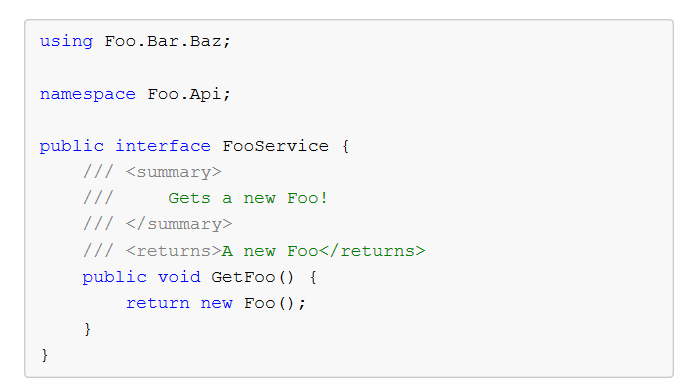 using Foo.Bar.Baz;

namespace Foo.Api;

public interface FooService {
    /// <summary>
    ///     Gets a new Foo!
    /// </summary>
    /// <returns>A new Foo</returns>
    public void GetFoo() {
        return new Foo();
    }
}